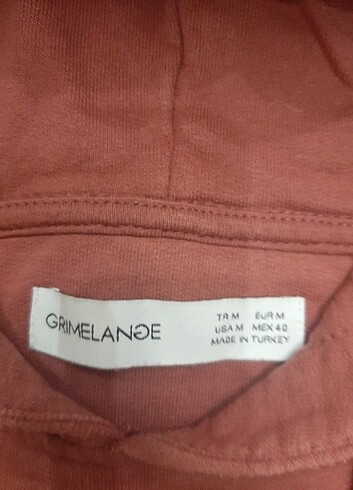 GRIMELANGE
TR M EUR M
USA M MEX 40
MADE IN TURKEY